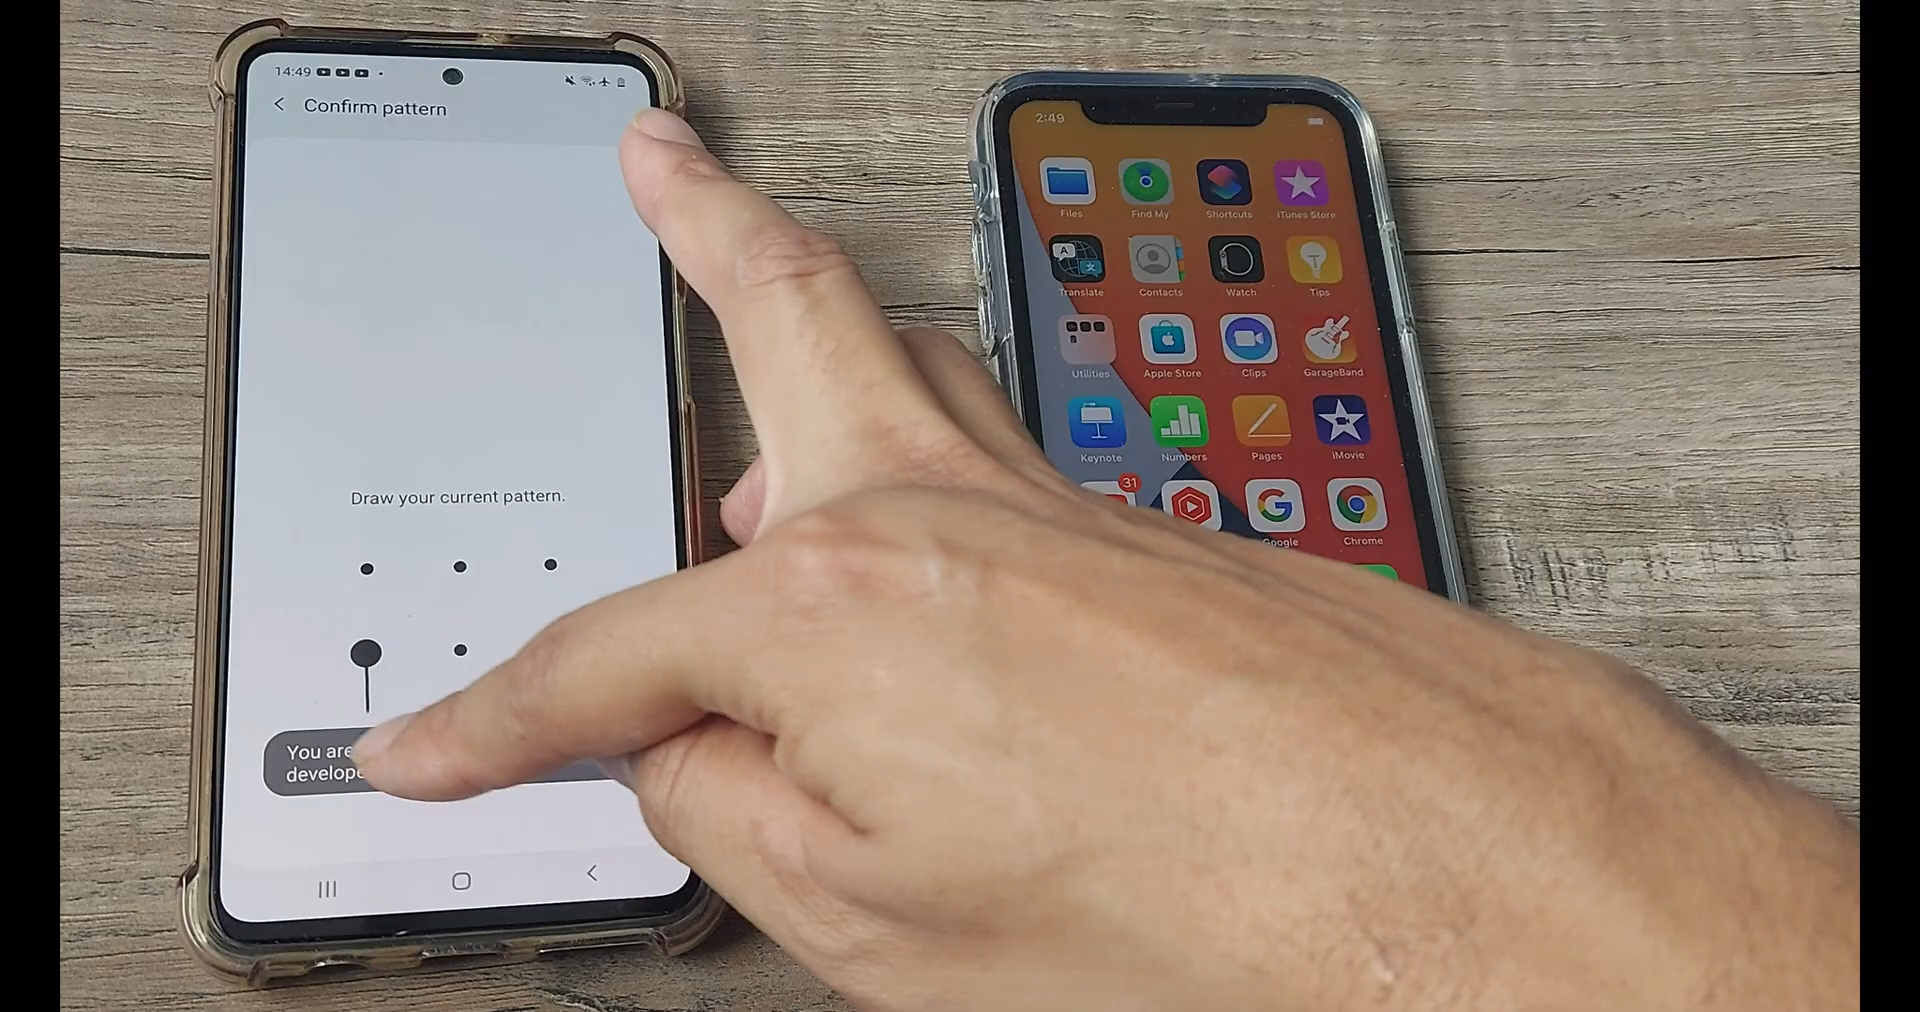 14:49
Confirm pattern
Draw your current pattern.
You are
develope
2:49
Files
Find My
Shortcuts
iTunes Store
A
Translate
Contacts
Watch
Tips
Utilities
Apple Store
Clips
GarageBand
Keynote
Numbers
Pages
iMovie
31
G
Google
Chrome